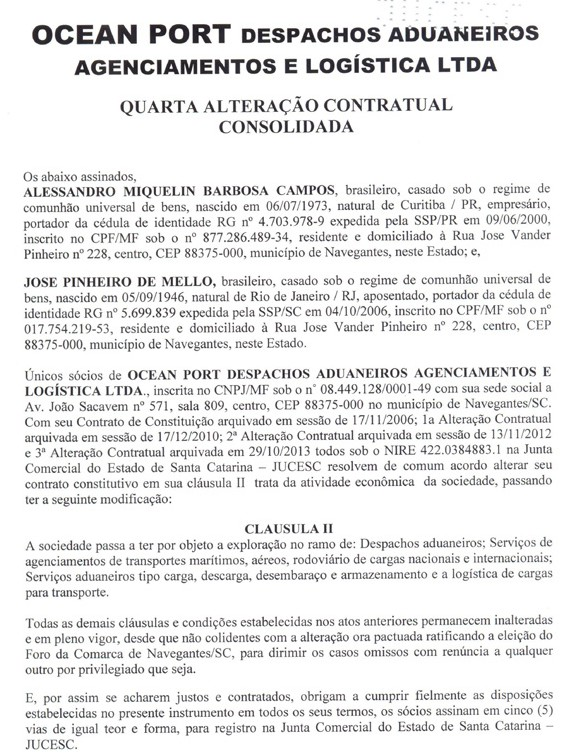 OCEAN PORT DESPACHOS ADUANEIROS
AGENCIAMENTOS E LOGÍSTICA LTDA
QUARTA ALTERAÇÃO CONTRATUAL
CONSOLIDADA
Os abaixo assinados,
ALESSANDRO MIQUELIN BARBOSA CAMPOS, brasileiro, casado sob o regime de
comunhão universal de bens, nascido em 06/07/1973, natural de Curitiba / PR, empresário,
portador da cédula de identidade RG nº 4.703.978-9 expedida pela SSP/PR em 09/06/2000,
inscrito no CPF/MF sob o nº 877.286.489-34, residente e domiciliado à Rua Jose Vander
Pinheiro nº 228, centro, CEP 88375-000, município de Navegantes, neste Estado; e,
JOSE PINHEIRO DE MELLO, brasileiro, casado sob o regime de comunhão universal de
bens, nascido em 05/09/1946, natural de Rio de Janeiro / RJ, aposentado, portador da cédula de
identidade RG nº 5.699.839 expedida pela SSP/SC em 04/10/2006, inscrito no CPF/MF sob o nº
017.754.219-53, residente e domiciliado à Rua Jose Vander Pinheiro nº 228, centro, CEP
88375-000, município de Navegantes, neste Estado.
Únicos sócios de OCEAN PORT DESPACHOS ADUANEIROS AGENCIAMENTOS E
LOGÍSTICA LTDA., inscrita no CNPJ/MF sob o n° 08.449.128/0001-49 com sua sede social a
Av. João Sacavem nº 571, sala 809, centro, CEP 88375-000 no município de Navegantes/SC.
Com seu Contrato de Constituição arquivado em sessão de 17/11/2006; 1a Alteração Contratual
arquivada em sessão de 17/12/2010; 2ª Alteração Contratual arquivada em sessão de 13/11/2012
e 3ª Alteração Contratual arquivada em 29/10/2013 todos sob o NIRE 422.0384883.1 na Junta
Comercial do Estado de Santa Catarina – JUCESC resolvem de comum acordo alterar seu
contrato constitutivo em sua cláusula II trata da atividade econômica da sociedade, passando
ter a seguinte modificação:
CLAUSULA II
A sociedade passa a ter por objeto a exploração no ramo de: Despachos aduaneiros; Serviços de
agenciamentos de transportes marítimos, aéreos, rodoviário de cargas nacionais e internacionais;
Serviços aduaneiros tipo carga, descarga, desembaraço e armazenamento e a logística de cargas
para transporte.
Todas as demais cláusulas e condições estabelecidas nos atos anteriores permanecem inalteradas
e em pleno vigor, desde que não colidentes com a alteração ora pactuada ratificando a eleição do
Foro da Comarca de Navegantes/SC, para dirimir os casos omissos com renúncia a qualquer
outro por privilegiado que seja.
E, por assim se acharem justos e contratados, obrigam a cumprir fielmente as disposições
estabelecidas no presente instrumento em todos os seus termos, os sócios assinam em cinco (5)
vias de igual teor e forma, para registro na Junta Comercial do Estado de Santa Catarina –
JUCESC.